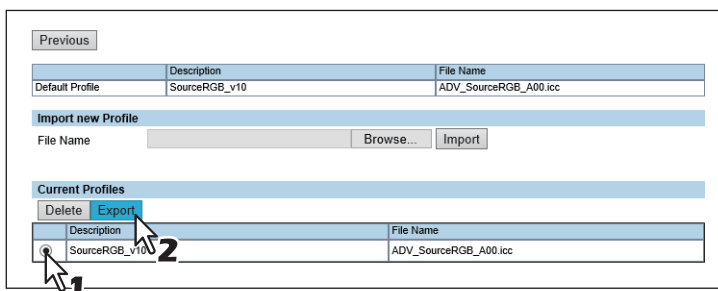 Previous
Description File Name
Default Profile SourceRGB_v10 ADV_SourceRGB_A00.icc
Import new Profile
File Name Browse... Import
Current Profiles
Delete Export
Description File Name
SourceRGB_v10 ADV_SourceRGB_A00.icc
2
1